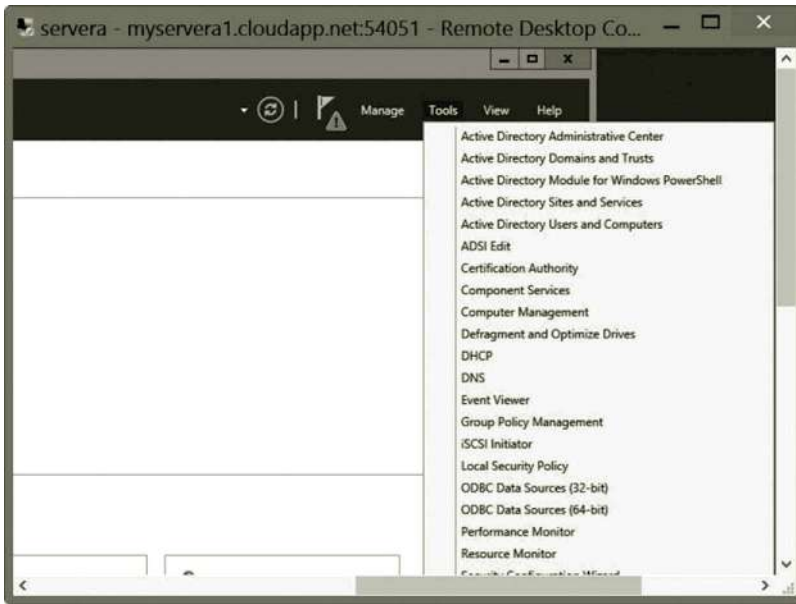 servera - myservera1.cloudapp.net:54051 - Remote Desktop Co...
Manage Tools View Help
Active Directory Administrative Center
Active Directory Domains and Trusts
Active Directory Module for Windows PowerShell
Active Directory Sites and Services
Active Directory Users and Computers
ADSI Edit
Certification Authority
Component Services
Computer Management
Defragment and Optimize Drives
DHCP
DNS
Event Viewer
Group Policy Management
iSCSI Initiator
Local Security Policy
ODBC Data Sources (32-bit)
ODBC Data Sources (64-bit)
Performance Monitor
Resource Monitor
Security Configuration Wizard